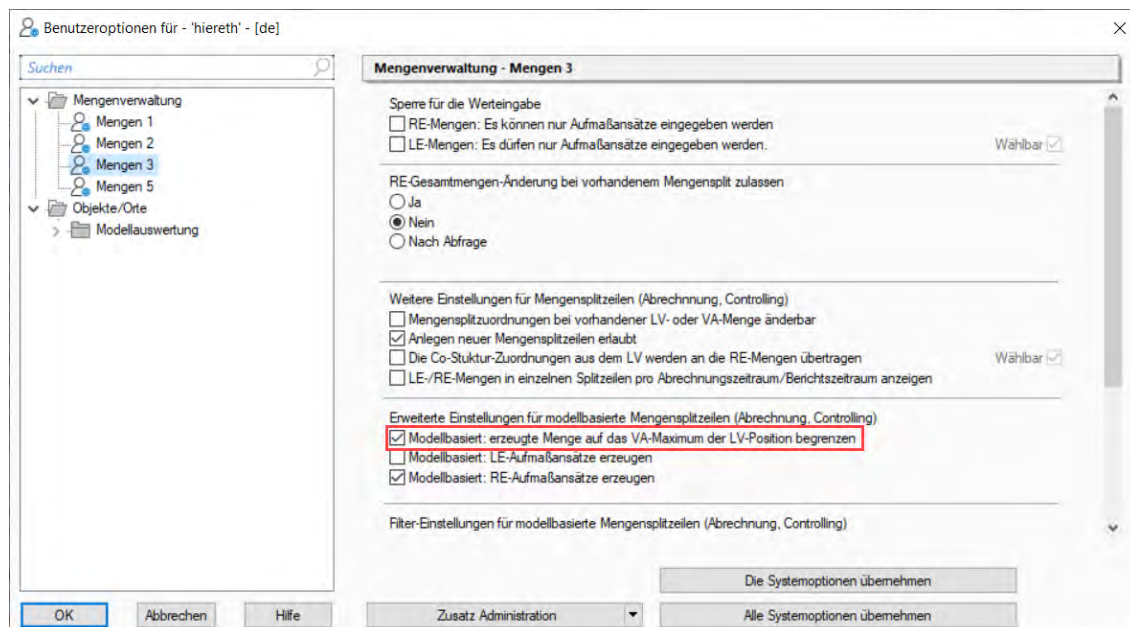 Benutzeroptionen für - 'hiereth' - [de]
Suchen
Mengenverwaltung
Mengen 1
Mengen 2
Mengen 3
Mengen 5
Objekte/Orte
Modellauswertung
Mengenverwaltung - Mengen 3
Sperre für die Werteingabe
RE-Mengen: Es können nur Aufmaßansätze eingegeben werden
LE-Mengen: Es dürfen nur Aufmaßansätze eingegeben werden. Wählbar
RE-Gesamtmengen-Änderung bei vorhandenem Mengensplit zulassen
Ja
Nein
Nach Abfrage
Weitere Einstellungen für Mengensplitzeilen (Abrechnnung, Controlling)
Mengensplitzuordnungen bei vorhandener LV- oder VA-Menge änderbar
Anlegen neuer Mengensplitzeilen erlaubt
Die Co-Stuktur-Zuordnungen aus dem LV werden an die RE-Mengen übertragen Wählbar
LE-/RE-Mengen in einzelnen Splitzeilen pro Abrechnungszeitraum/Berichtszeitraum anzeigen
Erweiterte Einstellungen für modellbasierte Mengensplitzeilen (Abrechnung, Controlling)
Modellbasiert: erzeugte Menge auf das VA-Maximum der LV-Position begrenzen
Modellbasiert: LE-Aufmaßansätze erzeugen
Modellbasiert: RE-Aufmaßansätze erzeugen
Filter-Einstellungen für modellbasierte Mengensplitzeilen (Abrechnung, Controlling)
Die Systemoptionen übernehmen
OK Abbrechen Hilfe Zusatz Administration Alle Systemoptionen übernehmen